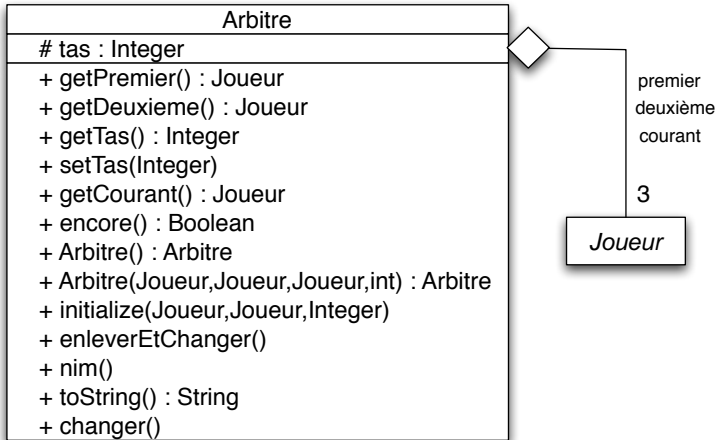 Arbitre
# tas : Integer
+ getPremier() : Joueur
+ getDeuxieme() : Joueur
+ getTas() : Integer
+ setTas(Integer)
+ getCourant() : Joueur
+ encore() : Boolean
+ Arbitre() : Arbitre
+ Arbitre(Joueur,Joueur,Joueur,int) : Arbitre
+ initialize(Joueur,Joueur,Integer)
+ enleverEtChanger()
+ nim()
+ toString() : String
+ changer()
premier
deuxième
courant
3
Joueur